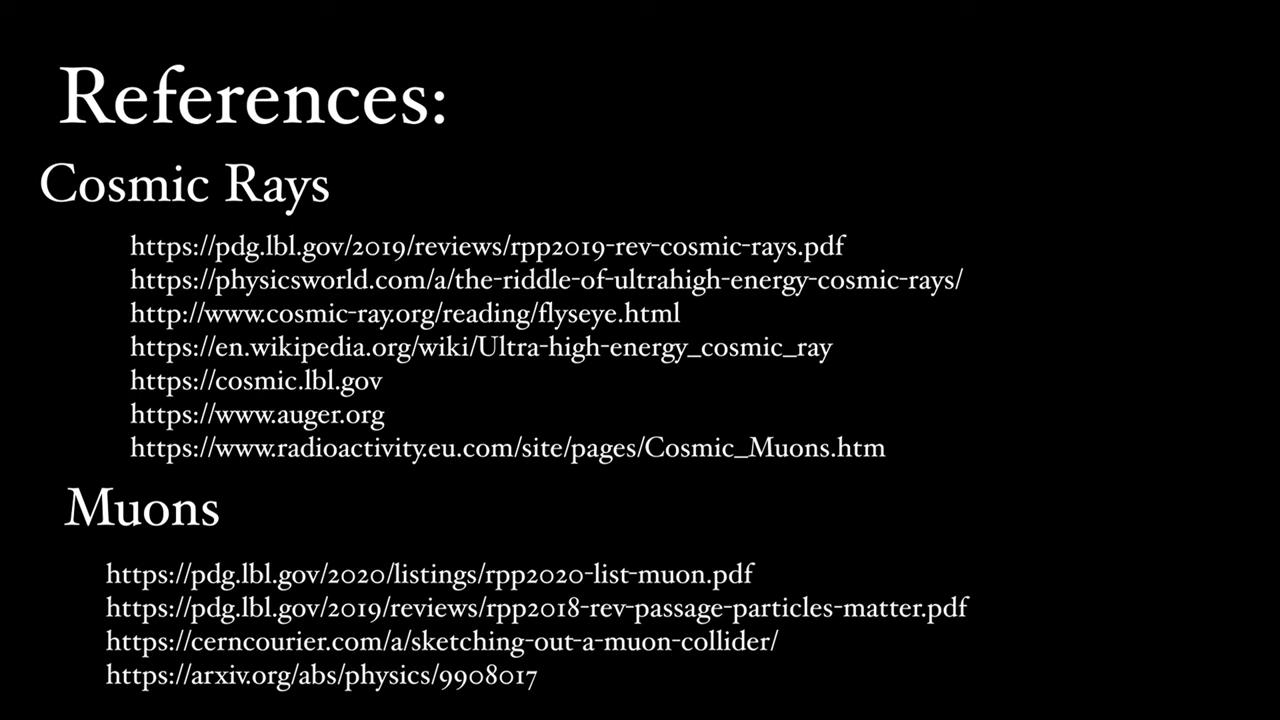 References:
Cosmic Rays
https://pdg.lbl.gov/2019/reviews/rpp2019-rev-cosmic-rays.pdf
https://physicsworld.com/a/the-riddle-of-ultrahigh-energy-cosmic-rays/
http://www.cosmic-ray.org/reading/flyseye.html
https://en.wikipedia.org/wiki/Ultra-high-energy_cosmic_ray
https://cosmic.lbl.gov
https://www.auger.org
https://www.radioactivity.eu.com/site/pages/Cosmic_Muons.htm
Muons
https://pdg.lbl.gov/2020/listings/rpp2020-list-muon.pdf
https://pdg.lbl.gov/2019/reviews/rpp2018-rev-passage-particles-matter.pdf
https://cerncourier.com/a/sketching-out-a-muon-collider/
https://arxiv.org/abs/physics/9908017